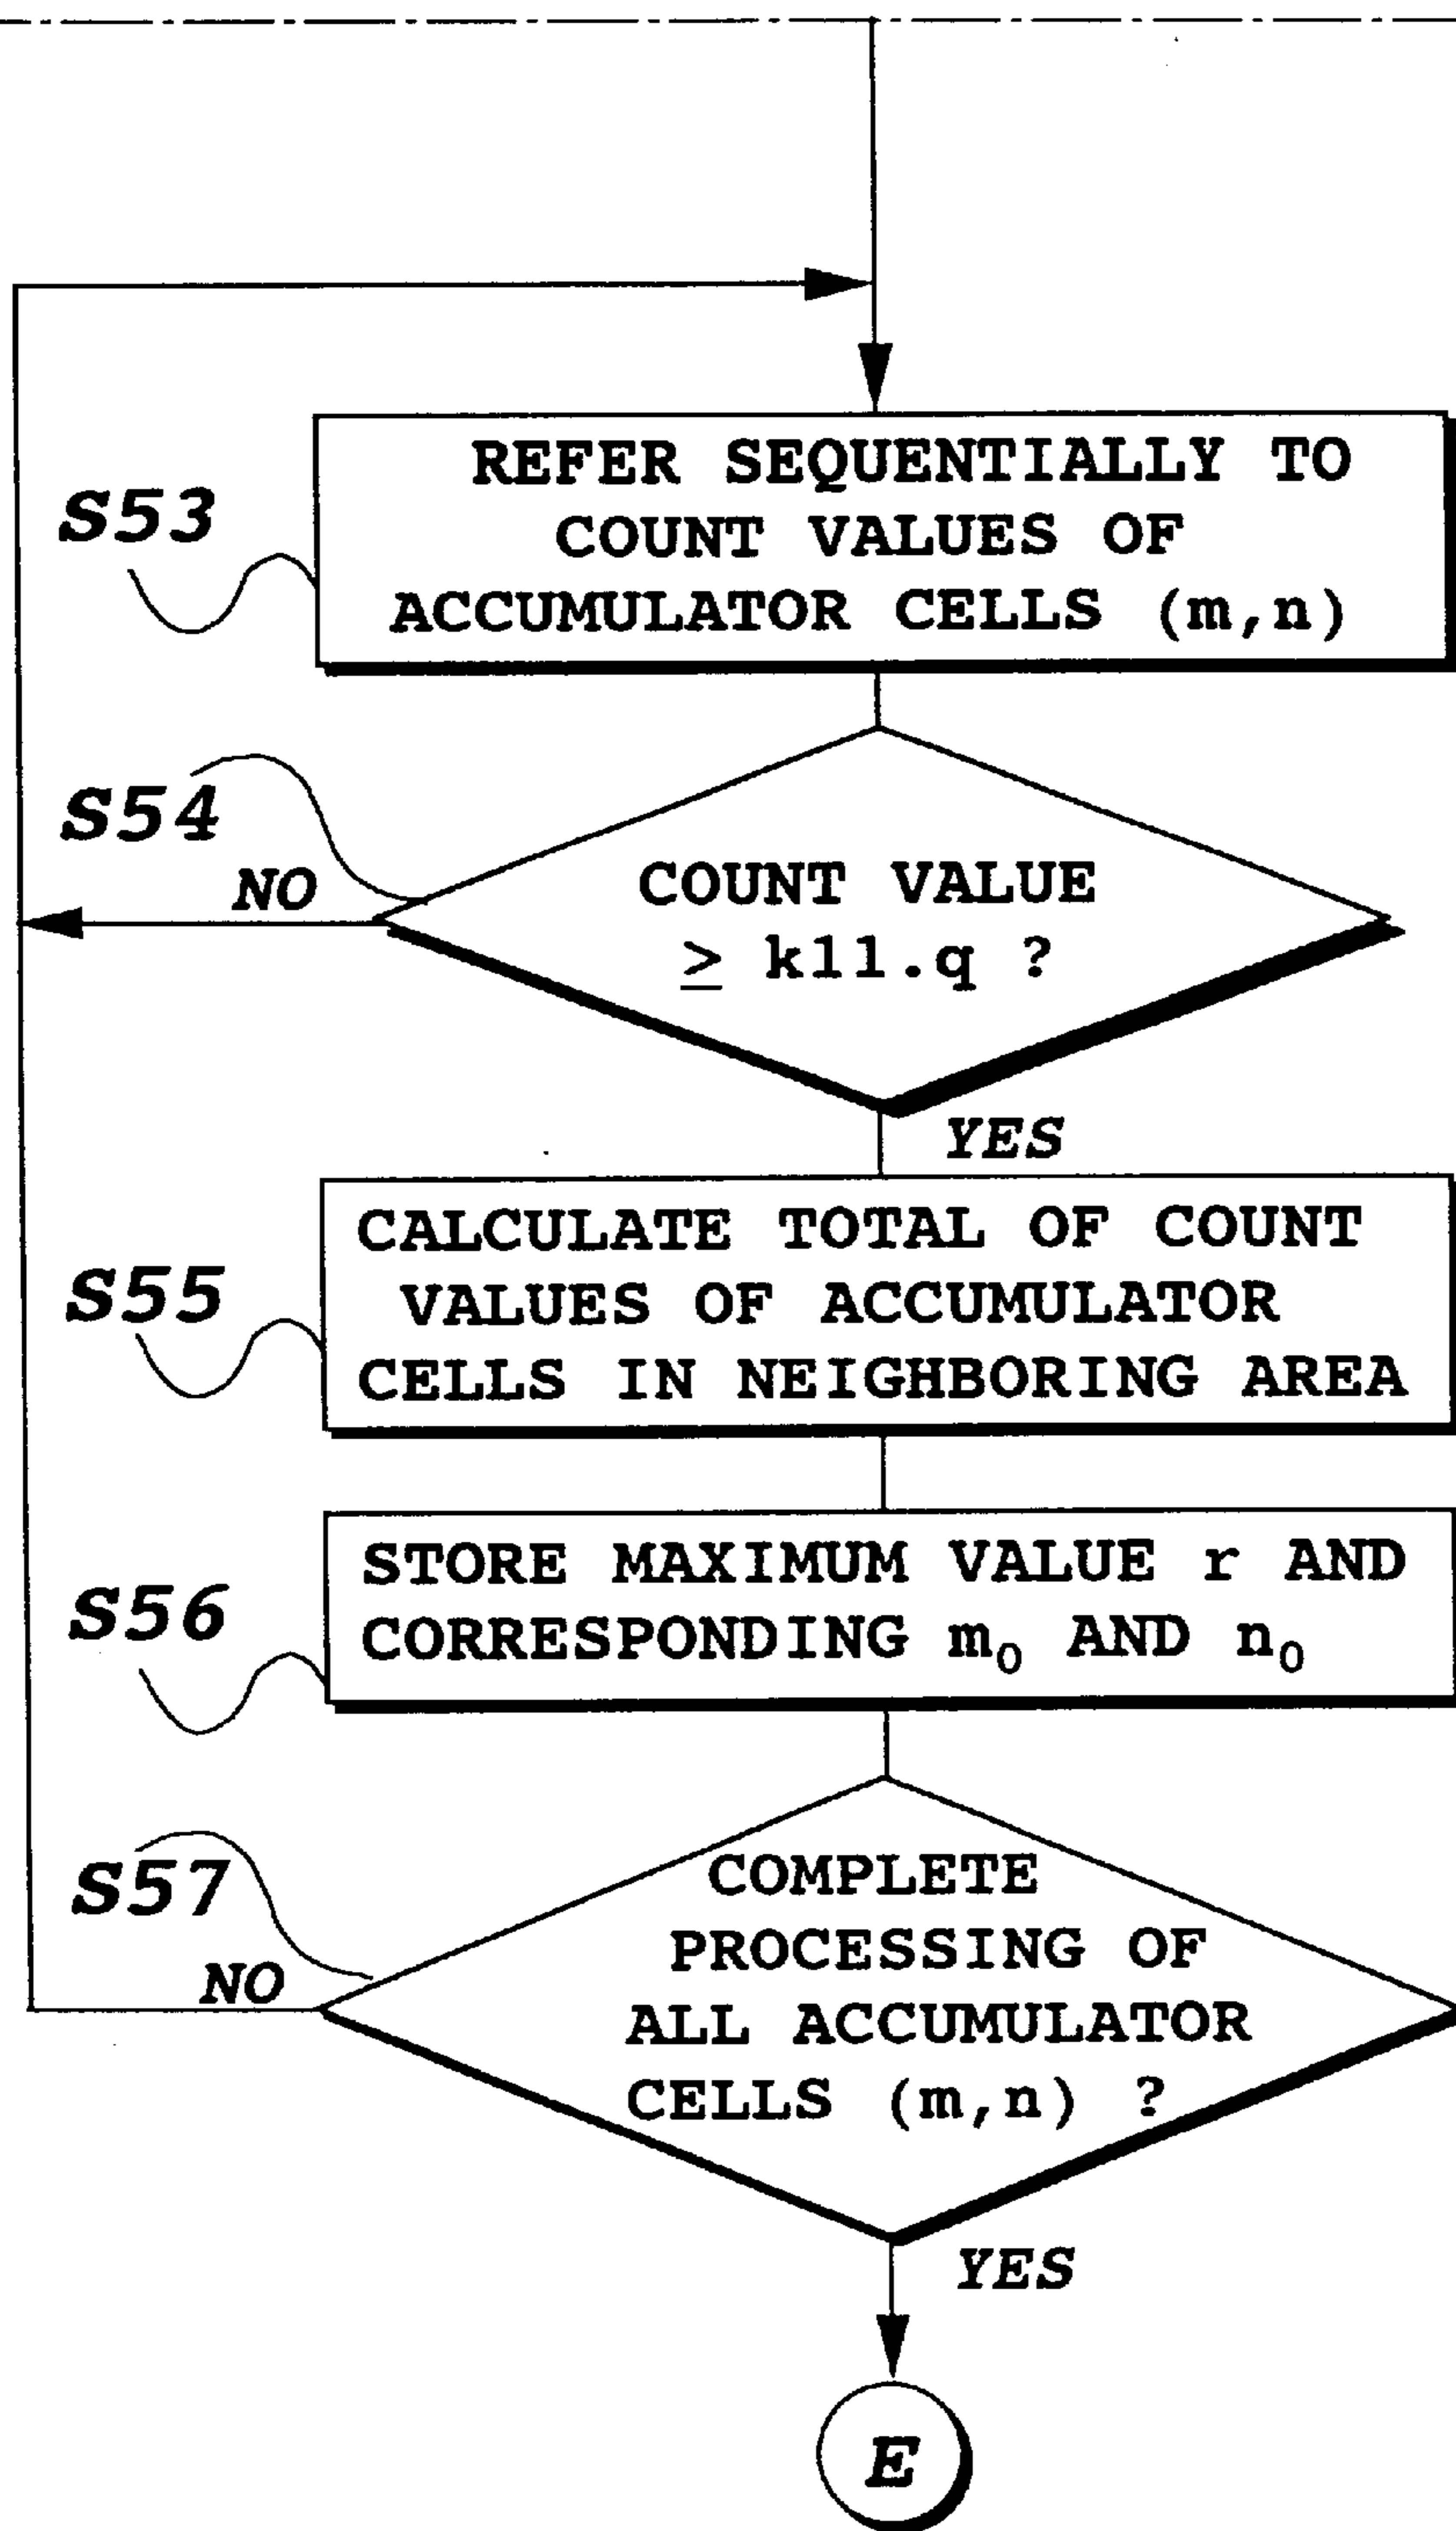 S53
REFER SEQUENTIALLY TO
COUNT VALUES OF
ACCUMULATOR CELLS (m,n)
S54
NO
COUNT VALUE
≥ k11.q ?
YES
S55
CALCULATE TOTAL OF COUNT
VALUES OF ACCUMULATOR
CELLS IN NEIGHBORING AREA
S56
STORE MAXIMUM VALUE r AND
CORRESPONDING m₀ AND n₀
S57
NO
COMPLETE
PROCESSING OF
ALL ACCUMULATOR
CELLS (m,n) ?
YES
E